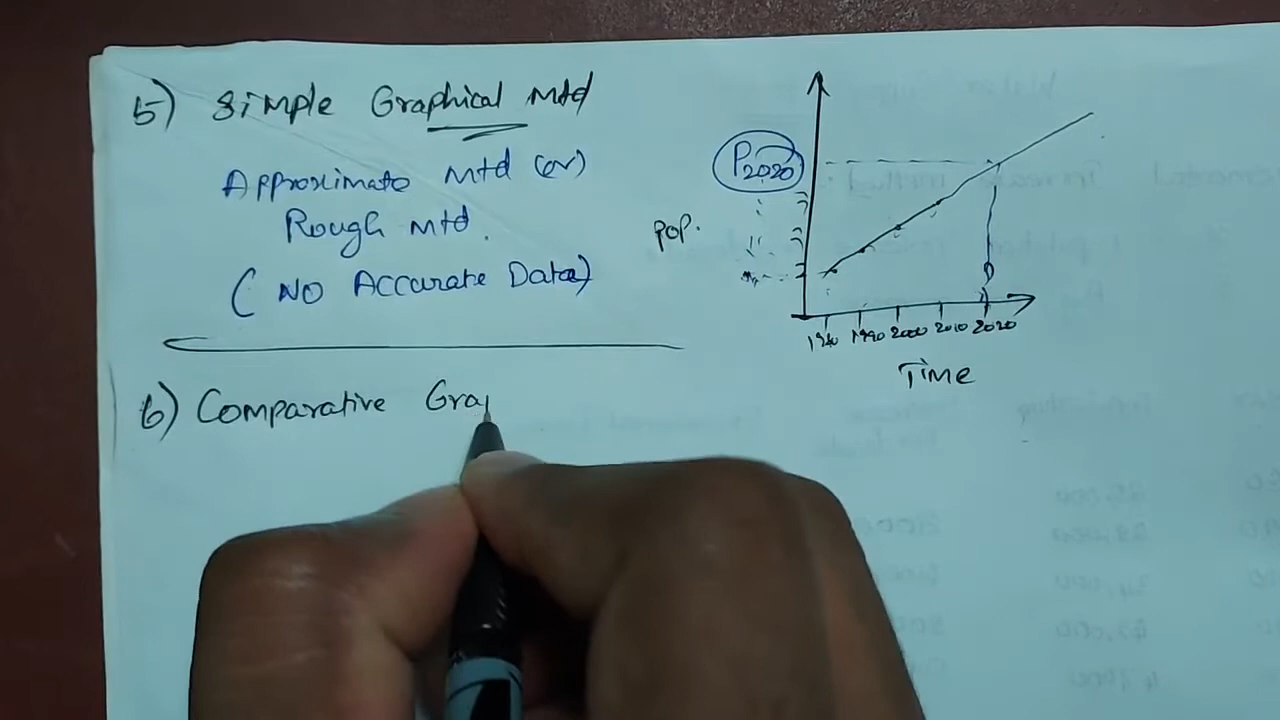 5) Simple Graphical Mtd
Approximate Mtd (or)
Rough Mtd.
(NO Accurate Data)
P2020
pop.
1980 1990 2000 2010 2020
Time
6) Comparative Gra